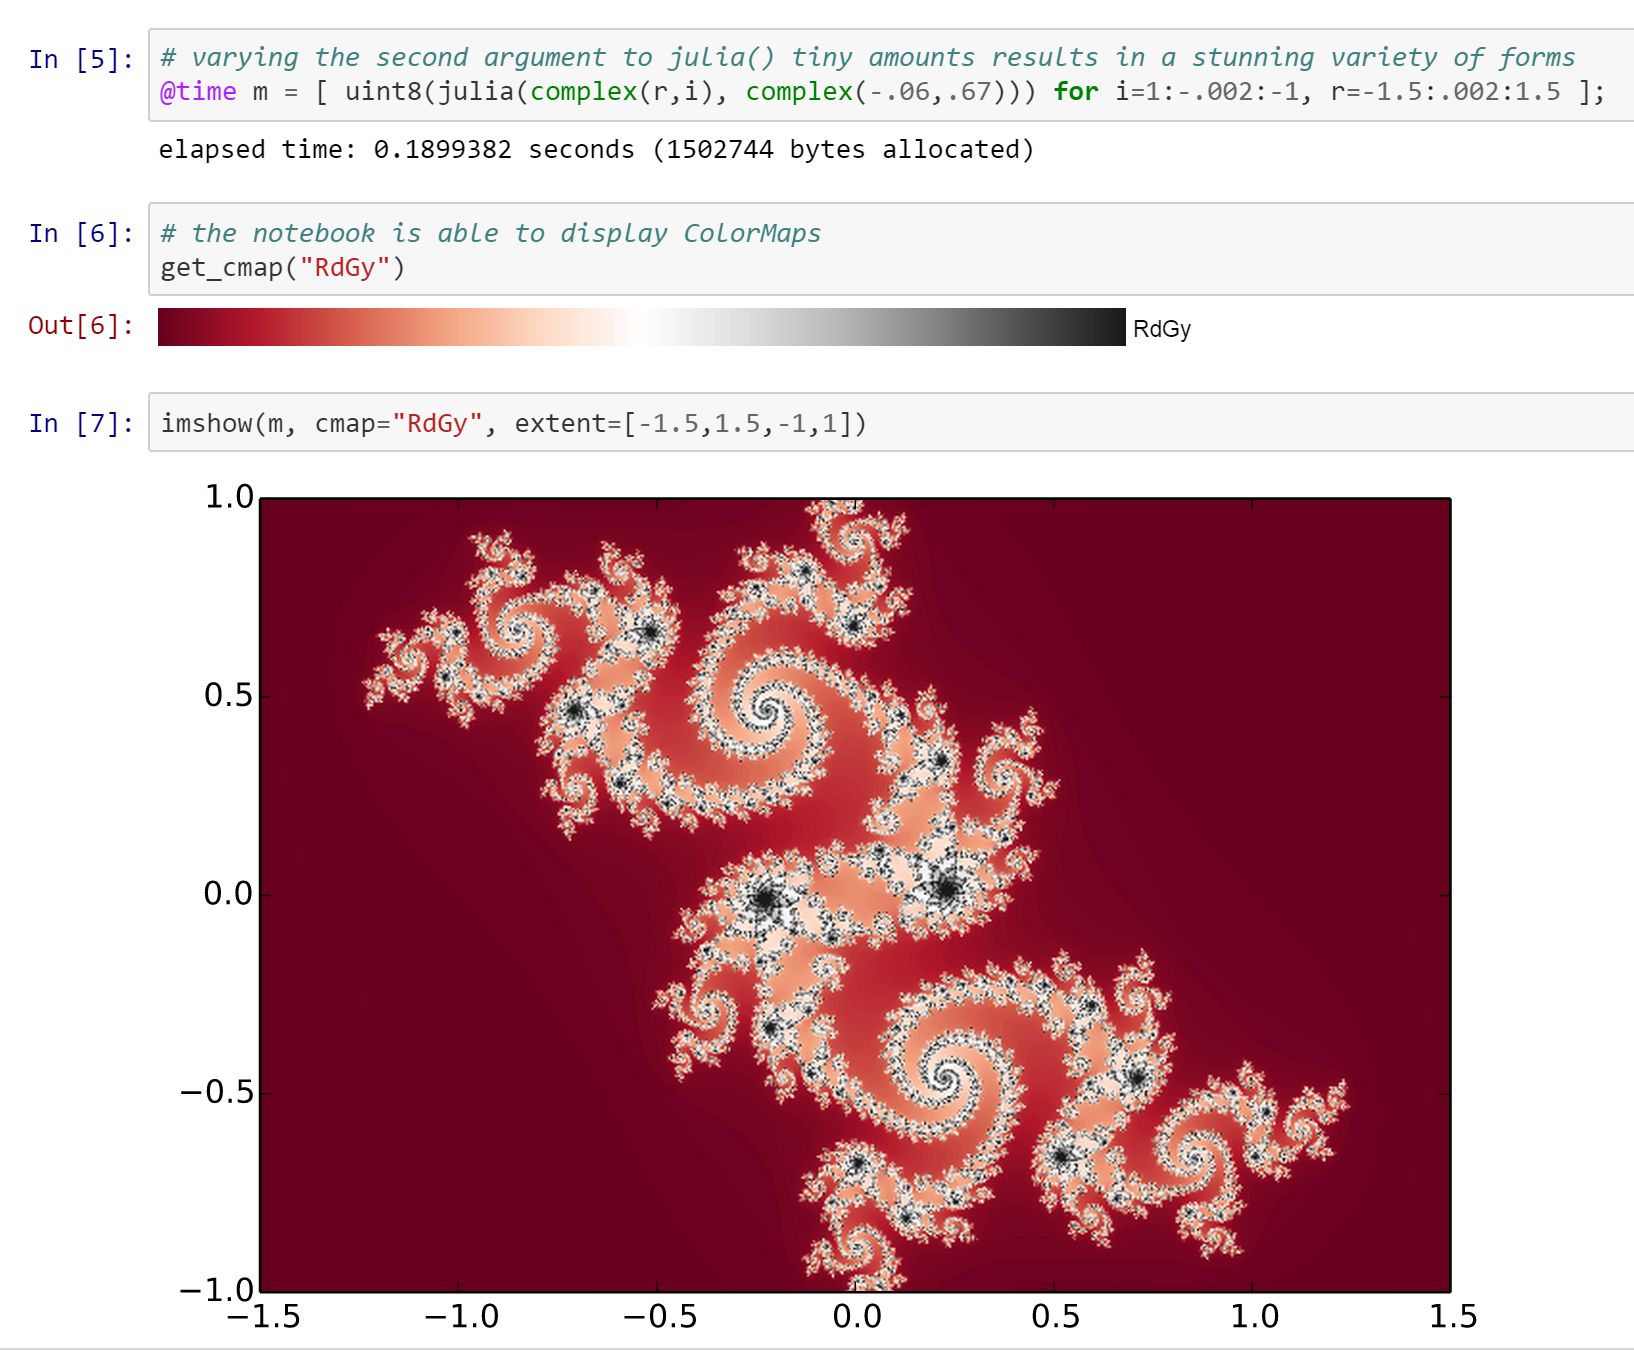 In [5]: # varying the second argument to julia() tiny amounts results in a stunning variety of forms
@time m = [ uint8(julia(complex(r,i), complex(-.06,.67))) for i=1:-.002:-1, r=-1.5:.002:1.5 ];
elapsed time: 0.1899382 seconds (1502744 bytes allocated)
In [6]: # the notebook is able to display ColorMaps
get_cmap("RdGy")
Out[6]: RdGy
In [7]: imshow(m, cmap="RdGy", extent=[-1.5,1.5,-1,1])
1.0
0.5
0.0
−0.5
−1.0
−1.5 −1.0 −0.5 0.0 0.5 1.0 1.5